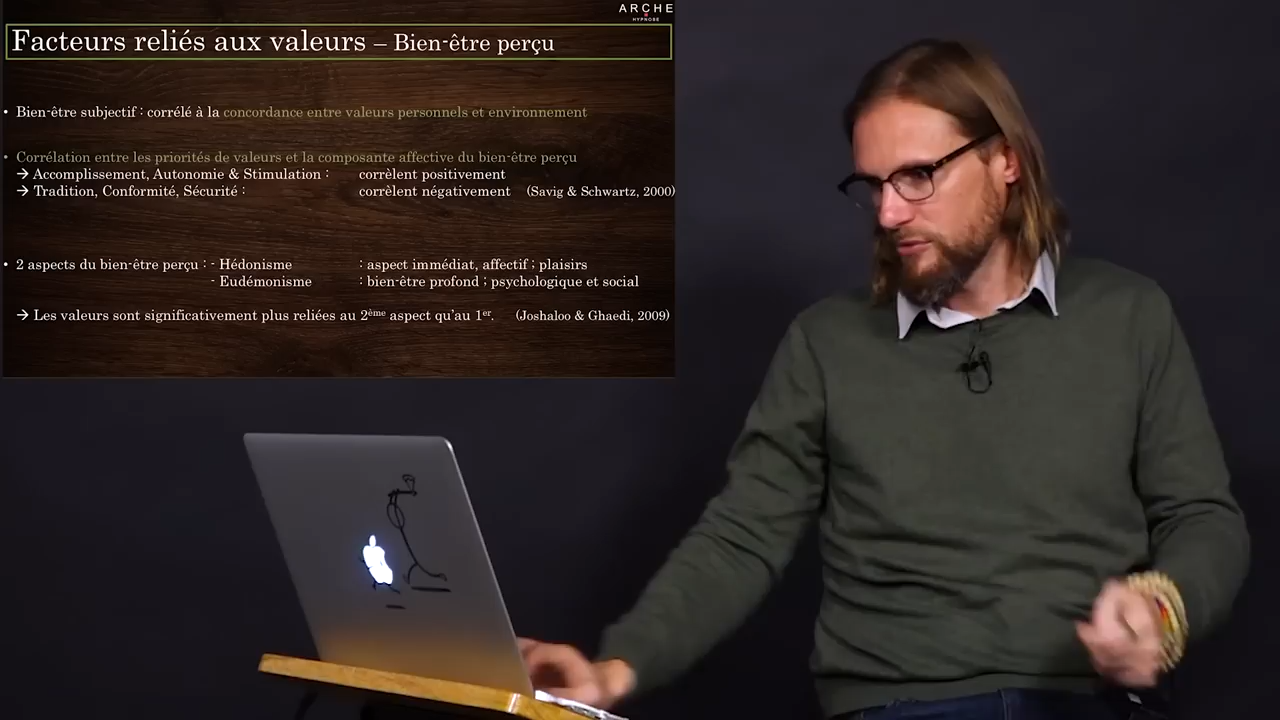 ARCHE
HYPNOSE
Facteurs reliés aux valeurs – Bien-être perçu
• Bien-être subjectif : corrélé à la concordance entre valeurs personnels et environnement
• Corrélation entre les priorités de valeurs et la composante affective du bien-être perçu
→ Accomplissement, Autonomie & Stimulation : corrèlent positivement
→ Tradition, Conformité, Sécurité : corrèlent négativement (Savig & Schwartz, 2000)
• 2 aspects du bien-être perçu : - Hédonisme : aspect immédiat, affectif ; plaisirs
- Eudémonisme : bien-être profond ; psychologique et social
→ Les valeurs sont significativement plus reliées au 2ème aspect qu'au 1er. (Joshaloo & Ghaedi, 2009)